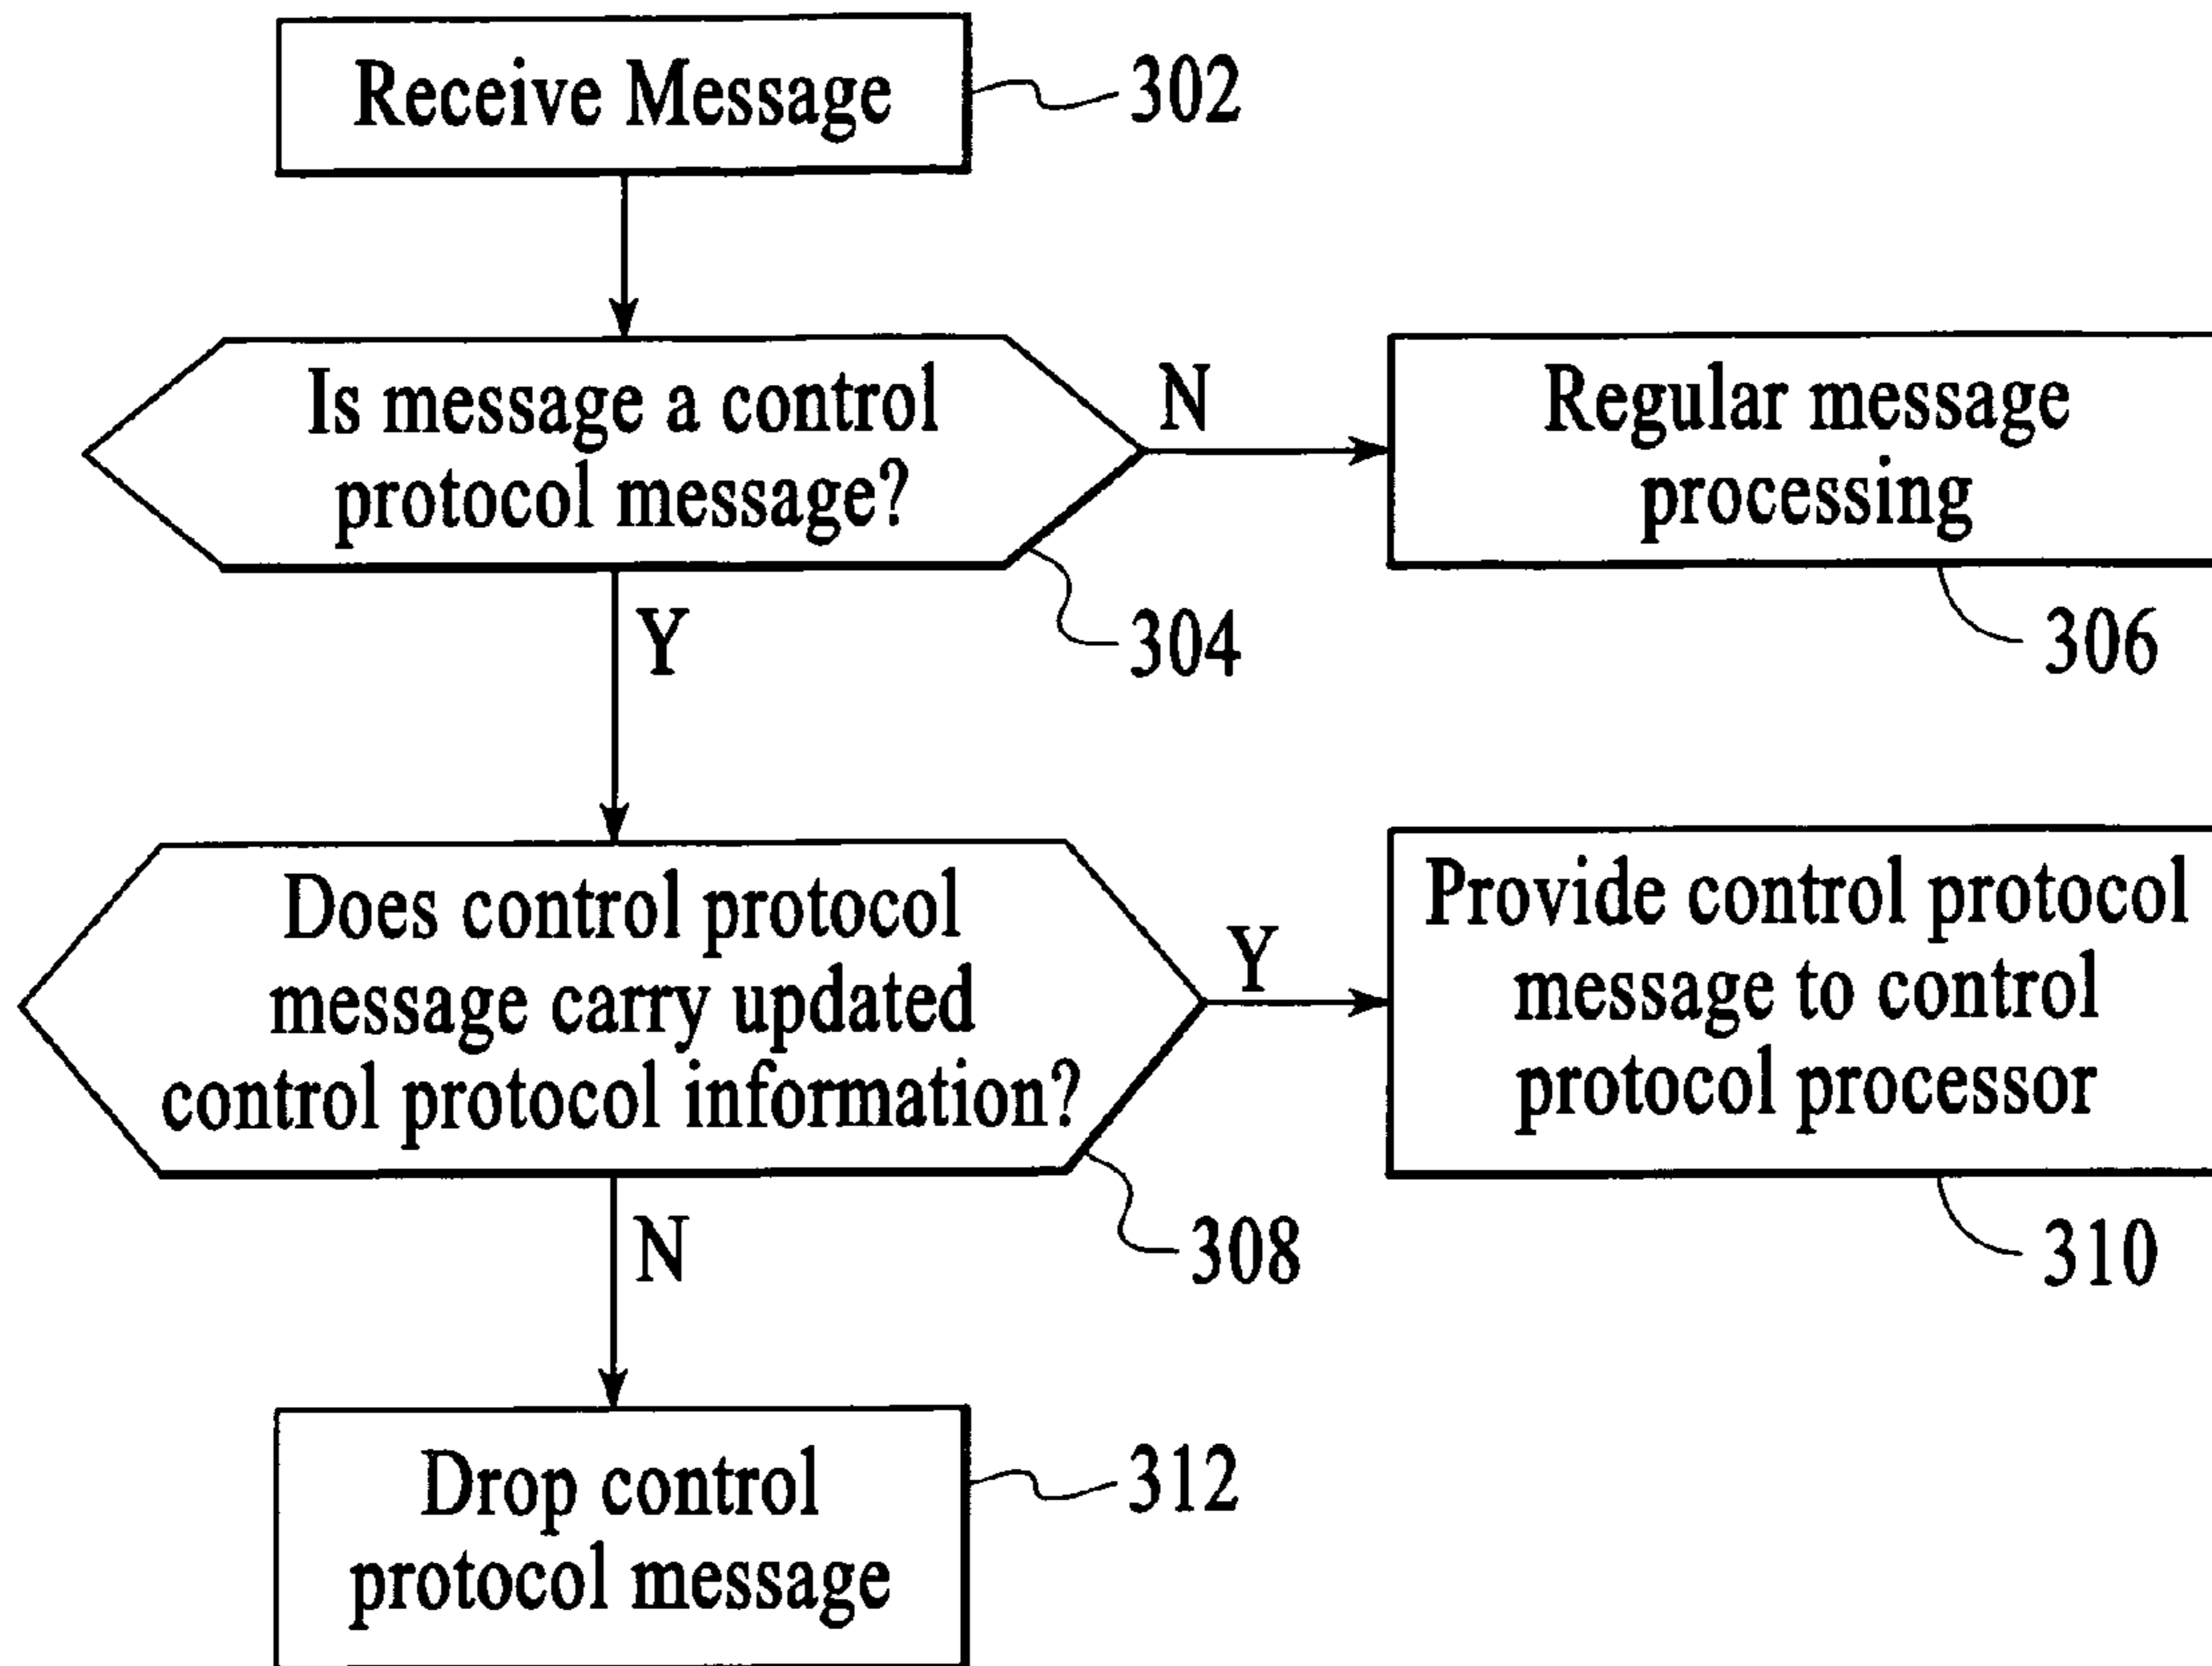 Receive Message
302
Is message a control
protocol message?
N
Regular message
processing
Y
304
306
Does control protocol
message carry updated
control protocol information?
Y
Provide control protocol
message to control
protocol processor
N
308
310
Drop control
protocol message
312